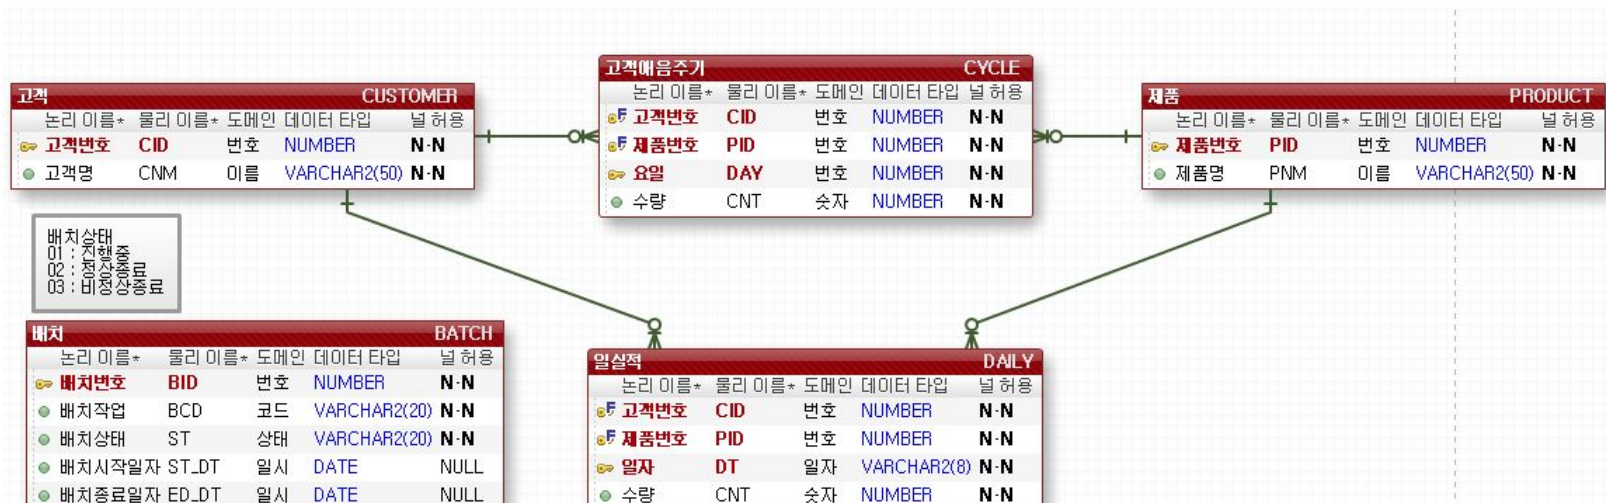 고객 CUSTOMER
논리 이름* 물리 이름* 도메인 데이터 타입 널 허용
고객번호 CID 번호 NUMBER N-N
고객명 CNM 이름 VARCHAR2(50) N-N
고객애음주기 CYCLE
논리 이름* 물리 이름* 도메인 데이터 타입 널 허용
고객번호 CID 번호 NUMBER N-N
제품번호 PID 번호 NUMBER N-N
요일 DAY 번호 NUMBER N-N
수량 CNT 숫자 NUMBER N-N
제품 PRODUCT
논리 이름* 물리 이름* 도메인 데이터 타입 널 허용
제품번호 PID 번호 NUMBER N-N
제품명 PNM 이름 VARCHAR2(50) N-N
배치상태
01 : 진행중
02 : 정상종료
03 : 비정상종료
배치 BATCH
논리 이름* 물리 이름* 도메인 데이터 타입 널 허용
배치번호 BID 번호 NUMBER N-N
배치작업 BCD 코드 VARCHAR2(20) N-N
배치상태 ST 상태 VARCHAR2(20) N-N
배치시작일자 ST_DT 일시 DATE NULL
배치종료일자 ED_DT 일시 DATE NULL
일실적 DAILY
논리 이름* 물리 이름* 도메인 데이터 타입 널 허용
고객번호 CID 번호 NUMBER N-N
제품번호 PID 번호 NUMBER N-N
일자 DT 일자 VARCHAR2(8) N-N
수량 CNT 숫자 NUMBER N-N